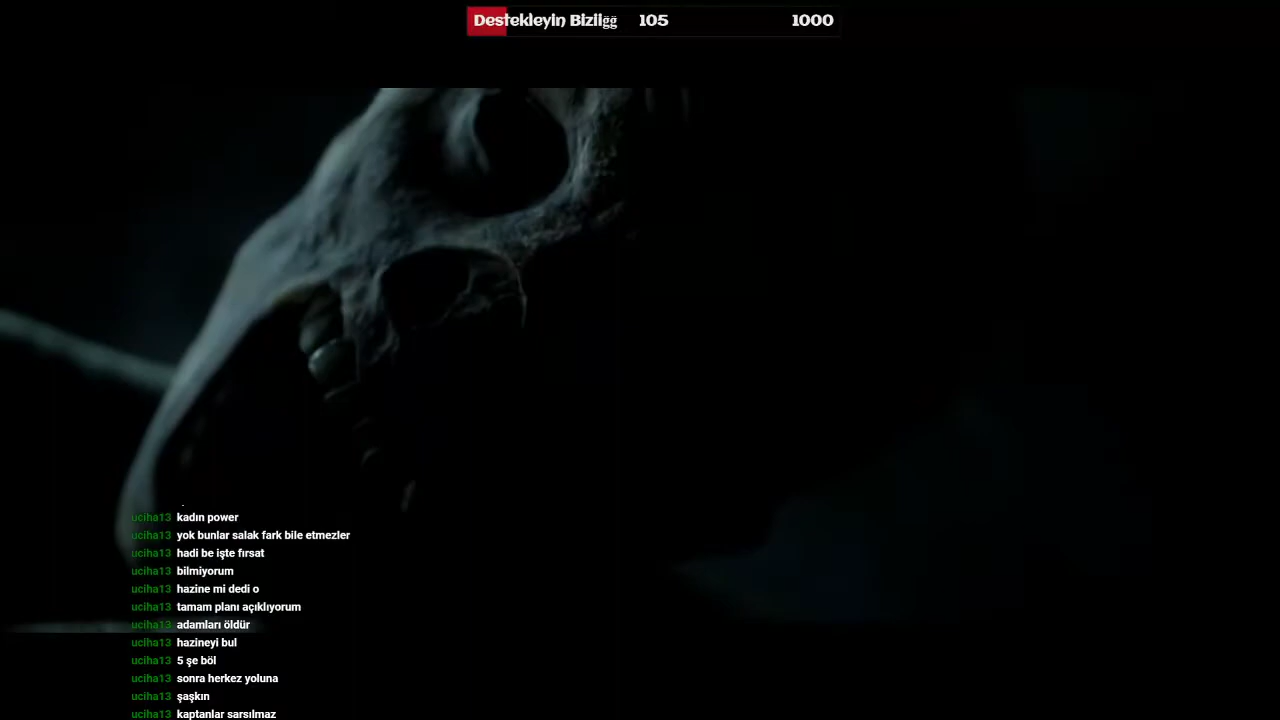 Destekleyin Biziiğğ 105 1000
uciha13 kadın power
uciha13 yok bunlar salak fark bile etmezler
uciha13 hadi be işte fırsat
uciha13 bilmiyorum
uciha13 hazine mi dedi o
uciha13 tamam planı açıklıyorum
uciha13 adamları öldür
uciha13 hazineyi bul
uciha13 5 şe böl
uciha13 sonra herkez yoluna
uciha13 şaşkın
uciha13 kaptanlar sarsılmaz